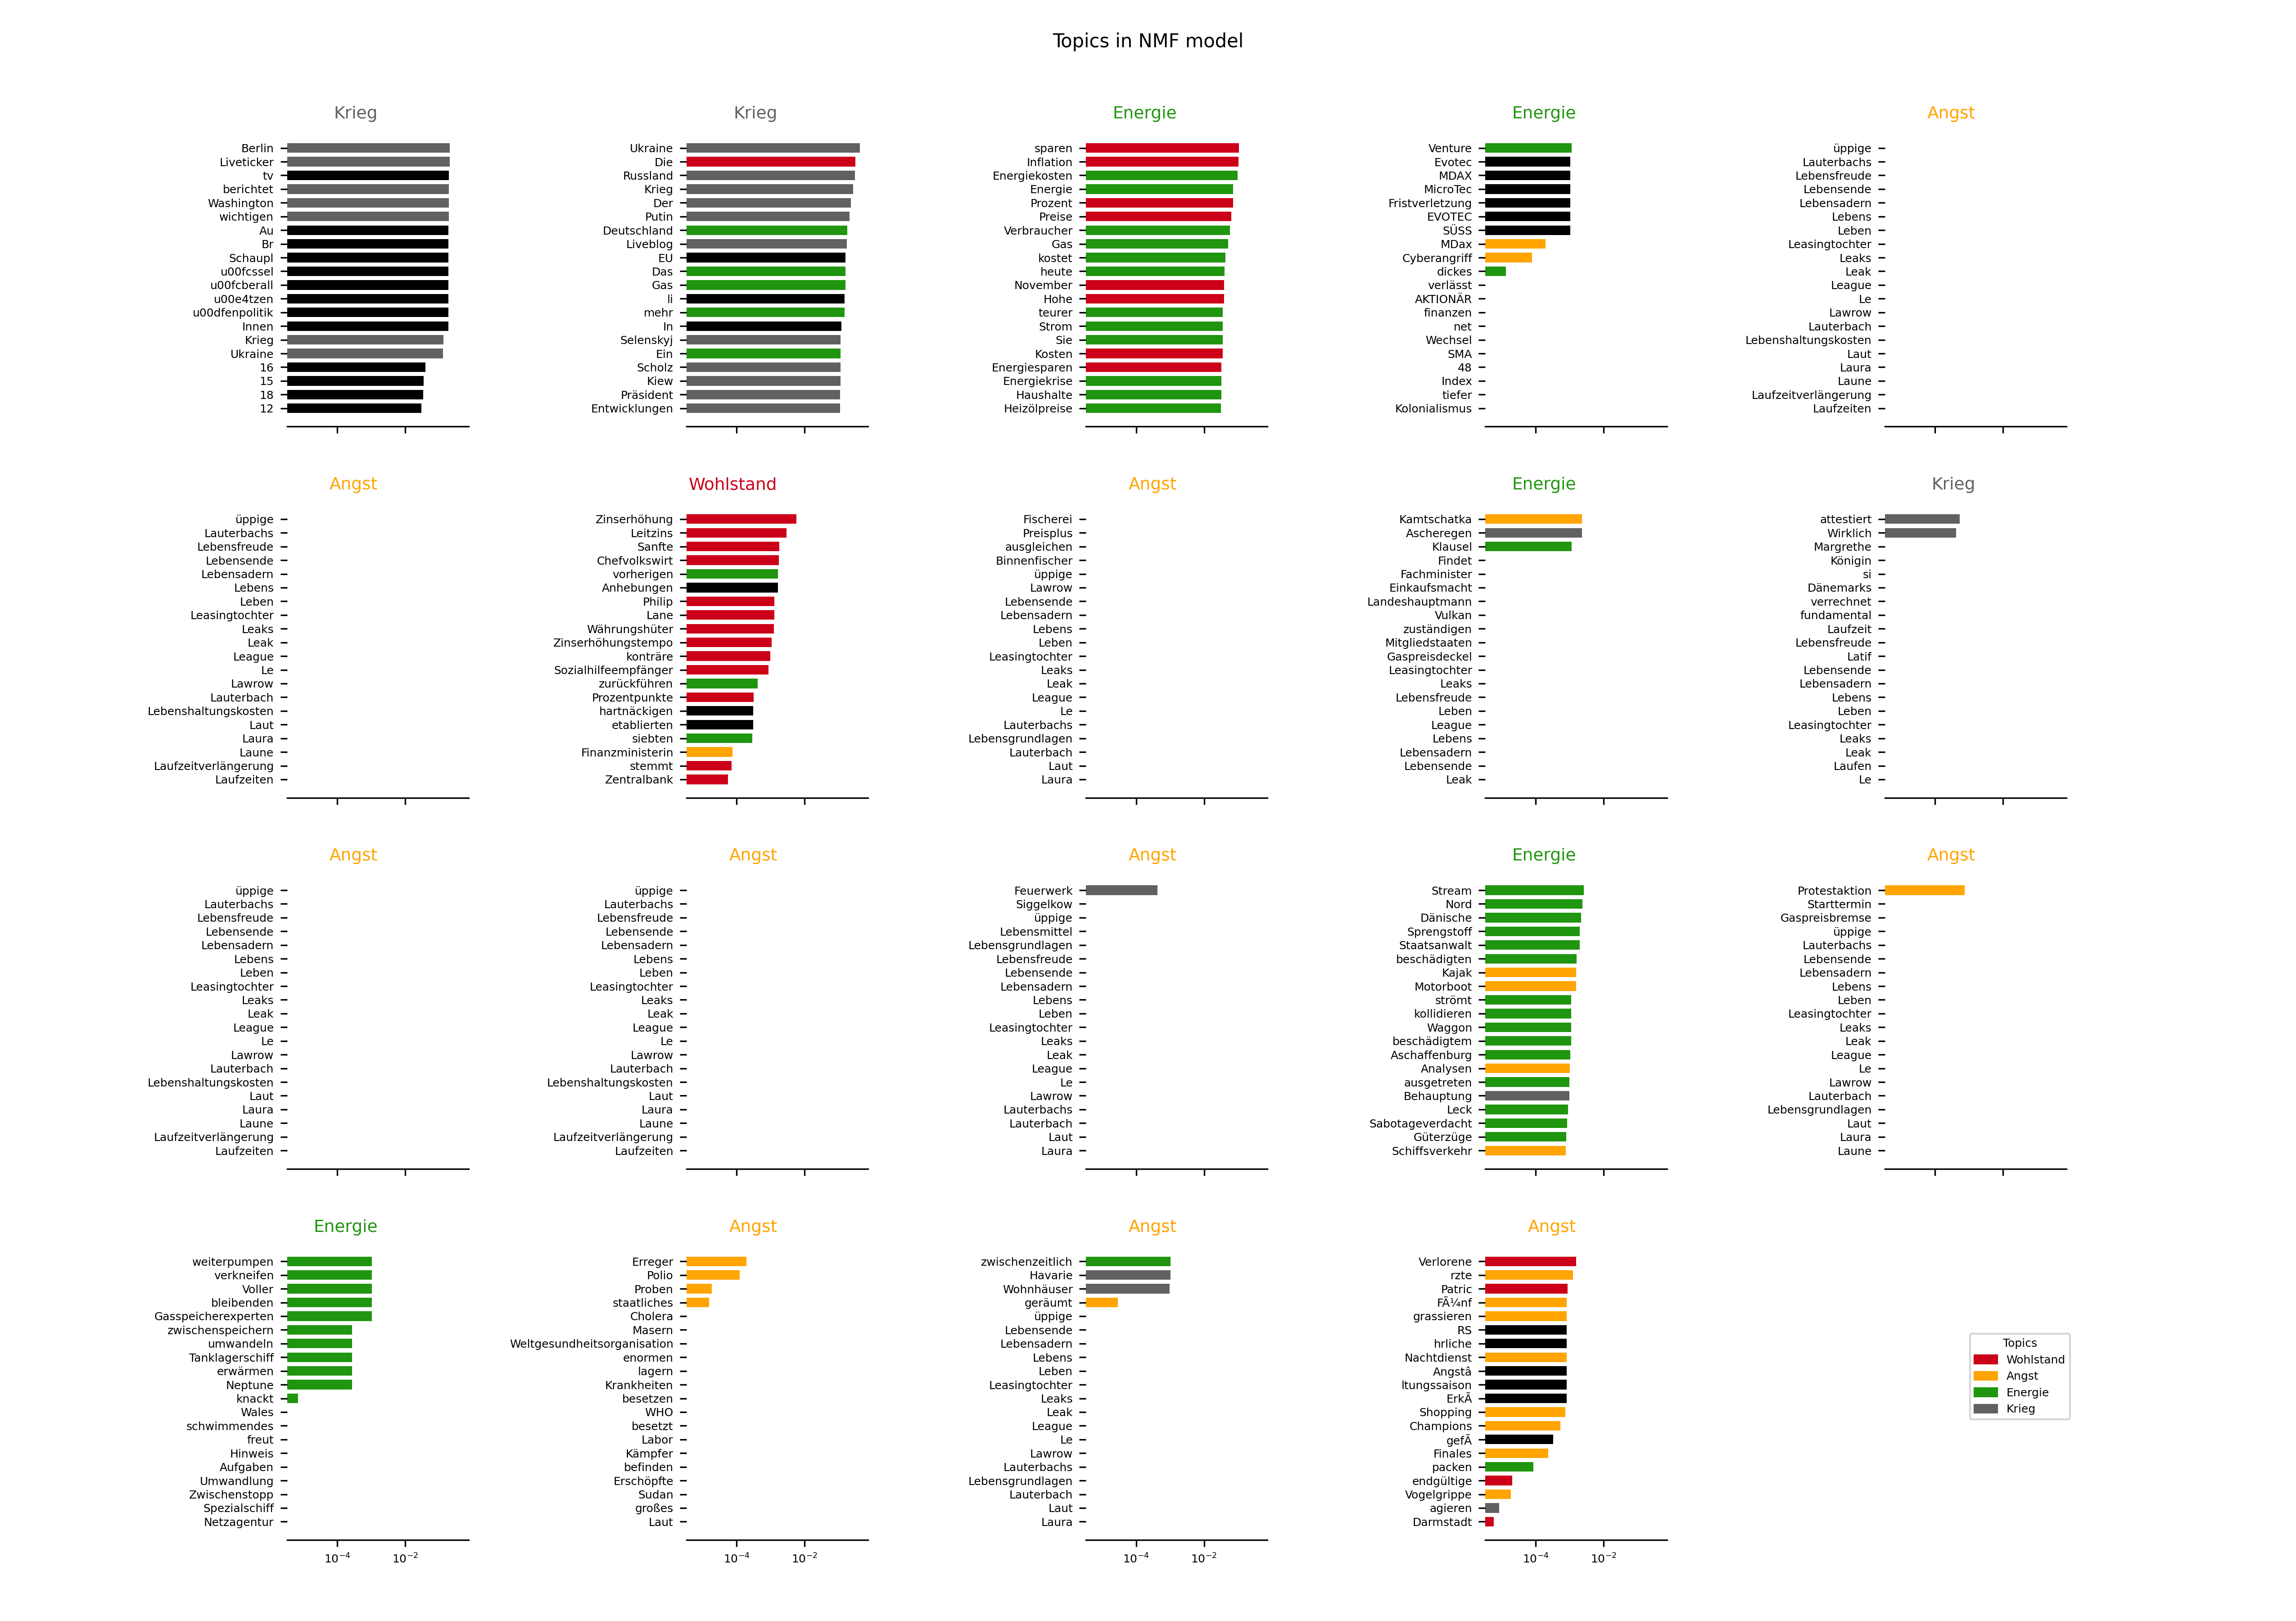 Topics in NMF model
Krieg
Berlin
Liveticker
tv
berichtet
Washington
wichtigen
Au
Br
Schaupl
u00fcssel
u00fcberall
u00e4tzen
u00dfenpolitik
Innen
Krieg
Ukraine
16
15
18
12
Krieg
Ukraine
Die
Russland
Krieg
Der
Putin
Deutschland
Liveblog
EU
Das
Gas
li
mehr
In
Selenskyj
Ein
Scholz
Kiew
Präsident
Entwicklungen
Energie
sparen
Inflation
Energiekosten
Energie
Prozent
Preise
Verbraucher
Gas
kostet
heute
November
Hohe
teurer
Strom
Sie
Kosten
Energiesparen
Energiekrise
Haushalte
Heizölpreise
Energie
Venture
Evotec
MDAX
MicroTec
Fristverletzung
EVOTEC
SÜSS
MDax
Cyberangriff
dickes
verlässt
AKTIONÄR
finanzen
net
Wechsel
SMA
48
Index
tiefer
Kolonialismus
Angst
üppige
Lauterbachs
Lebensfreude
Lebensende
Lebensadern
Lebens
Leben
Leasingtochter
Leaks
Leak
League
Le
Lawrow
Lauterbach
Lebenshaltungskosten
Laut
Laura
Laune
Laufzeitverlängerung
Laufzeiten
Angst
üppige
Lauterbachs
Lebensfreude
Lebensende
Lebensadern
Lebens
Leben
Leasingtochter
Leaks
Leak
League
Le
Lawrow
Lauterbach
Lebenshaltungskosten
Laut
Laura
Laune
Laufzeitverlängerung
Laufzeiten
Wohlstand
Zinserhöhung
Leitzins
Sanfte
Chefvolkswirt
vorherigen
Anhebungen
Philip
Lane
Währungshüter
Zinserhöhungstempo
konträre
Sozialhilfeempfänger
zurückführen
Prozentpunkte
hartnäckigen
etablierten
siebten
Finanzministerin
stemmt
Zentralbank
Angst
Fischerei
Preisplus
ausgleichen
Binnenfischer
üppige
Lawrow
Lebensende
Lebensadern
Lebens
Leben
Leasingtochter
Leaks
Leak
League
Le
Lauterbachs
Lebensgrundlagen
Lauterbach
Laut
Laura
Energie
Kamtschatka
Ascheregen
Klausel
Findet
Fachminister
Einkaufsmacht
Landeshauptmann
Vulkan
zuständigen
Mitgliedstaaten
Gaspreisdeckel
Leasingtochter
Leaks
Lebensfreude
Leben
League
Lebens
Lebensadern
Lebensende
Leak
Krieg
attestiert
Wirklich
Margrethe
Königin
si
Dänemarks
verrechnet
fundamental
Laufzeit
Lebensfreude
Latif
Lebensende
Lebensadern
Lebens
Leben
Leasingtochter
Leaks
Leak
Laufen
Le
Angst
üppige
Lauterbachs
Lebensfreude
Lebensende
Lebensadern
Lebens
Leben
Leasingtochter
Leaks
Leak
League
Le
Lawrow
Lauterbach
Lebenshaltungskosten
Laut
Laura
Laune
Laufzeitverlängerung
Laufzeiten
Angst
üppige
Lauterbachs
Lebensfreude
Lebensende
Lebensadern
Lebens
Leben
Leasingtochter
Leaks
Leak
League
Le
Lawrow
Lauterbach
Lebenshaltungskosten
Laut
Laura
Laune
Laufzeitverlängerung
Laufzeiten
Angst
Feuerwerk
Siggelkow
üppige
Lebensmittel
Lebensgrundlagen
Lebensfreude
Lebensende
Lebensadern
Lebens
Leben
Leasingtochter
Leaks
Leak
League
Le
Lawrow
Lauterbachs
Lauterbach
Laut
Laura
Energie
Stream
Nord
Dänische
Sprengstoff
Staatsanwalt
beschädigten
Kajak
Motorboot
strömt
kollidieren
Waggon
beschädigtem
Aschaffenburg
Analysen
ausgetreten
Behauptung
Leck
Sabotageverdacht
Güterzüge
Schiffsverkehr
Angst
Protestaktion
Starttermin
Gaspreisbremse
üppige
Lauterbachs
Lebensende
Lebensadern
Lebens
Leben
Leasingtochter
Leaks
Leak
League
Le
Lawrow
Lauterbach
Lebensgrundlagen
Laut
Laura
Laune
Energie
weiterpumpen
verkneifen
Voller
bleibenden
Gasspeicherexperten
zwischenspeichern
umwandeln
Tanklagerschiff
erwärmen
Neptune
knackt
Wales
schwimmendes
freut
Hinweis
Aufgaben
Umwandlung
Zwischenstopp
Spezialschiff
Netzagentur
10⁻⁴ 10⁻²
Angst
Erreger
Polio
Proben
staatliches
Cholera
Masern
Weltgesundheitsorganisation
enormen
lagern
Krankheiten
besetzen
WHO
besetzt
Labor
Kämpfer
befinden
Erschöpfte
Sudan
großes
Laut
10⁻⁴ 10⁻²
Angst
zwischenzeitlich
Havarie
Wohnhäuser
geräumt
üppige
Lebensende
Lebensadern
Lebens
Leben
Leasingtochter
Leaks
Leak
League
Le
Lawrow
Lauterbachs
Lebensgrundlagen
Lauterbach
Laut
Laura
10⁻⁴ 10⁻²
Angst
Verlorene
rzte
Patric
FÃ¼nf
grassieren
RS
hrliche
Nachtdienst
Angstâ
ltungssaison
ErkÃ
Shopping
Champions
gefÃ
Finales
packen
endgültige
Vogelgrippe
agieren
Darmstadt
10⁻⁴ 10⁻²
Topics
Wohlstand
Angst
Energie
Krieg